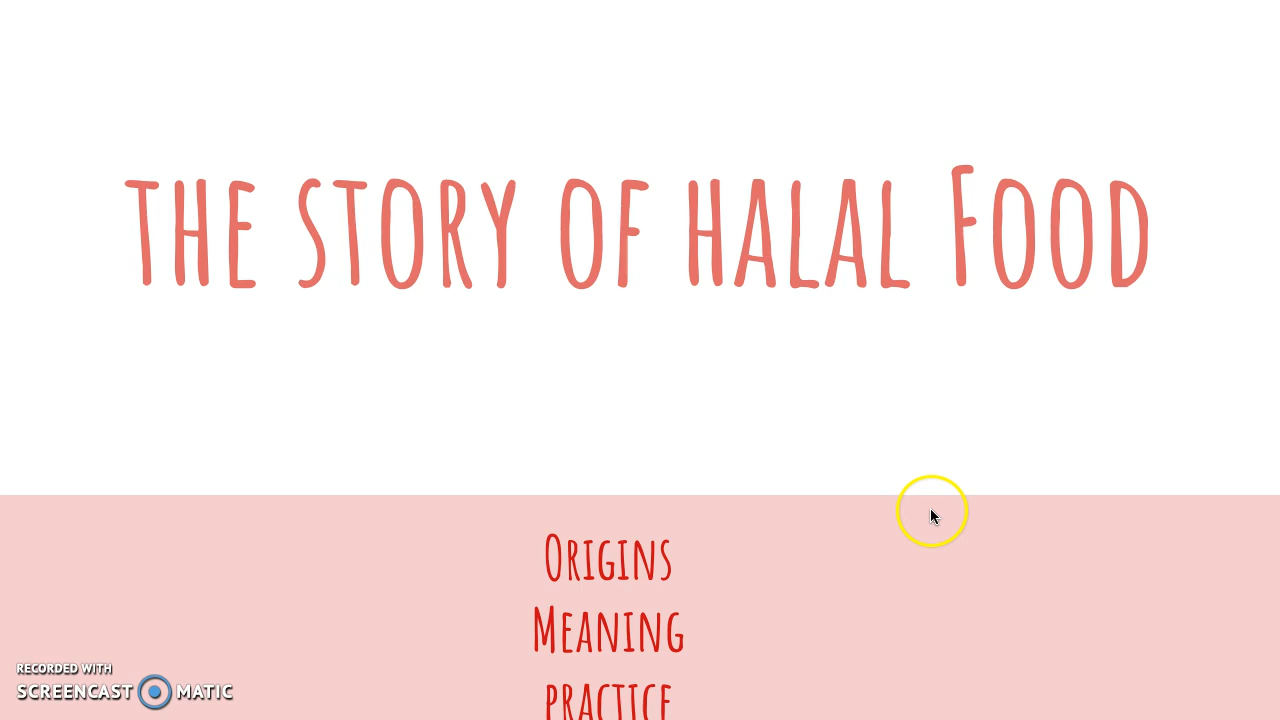 THE STORY OF HALAL FOOD
ORIGINS
MEANING
PRACTICE
RECORDED WITH
SCREENCAST MATIC